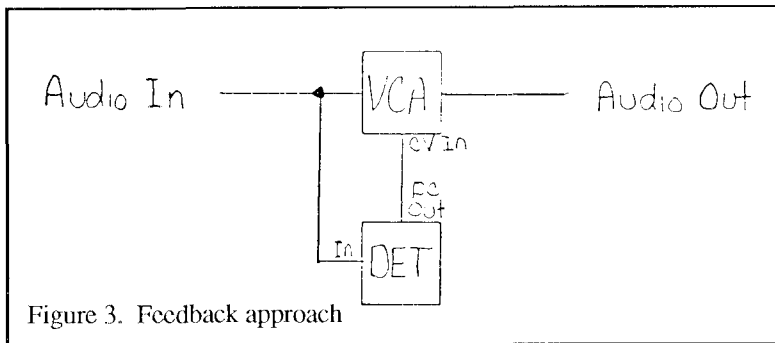 Audio In
VCA
Audio Out
CV In
DC
Out
In
DET
Figure 3. Feedback approach